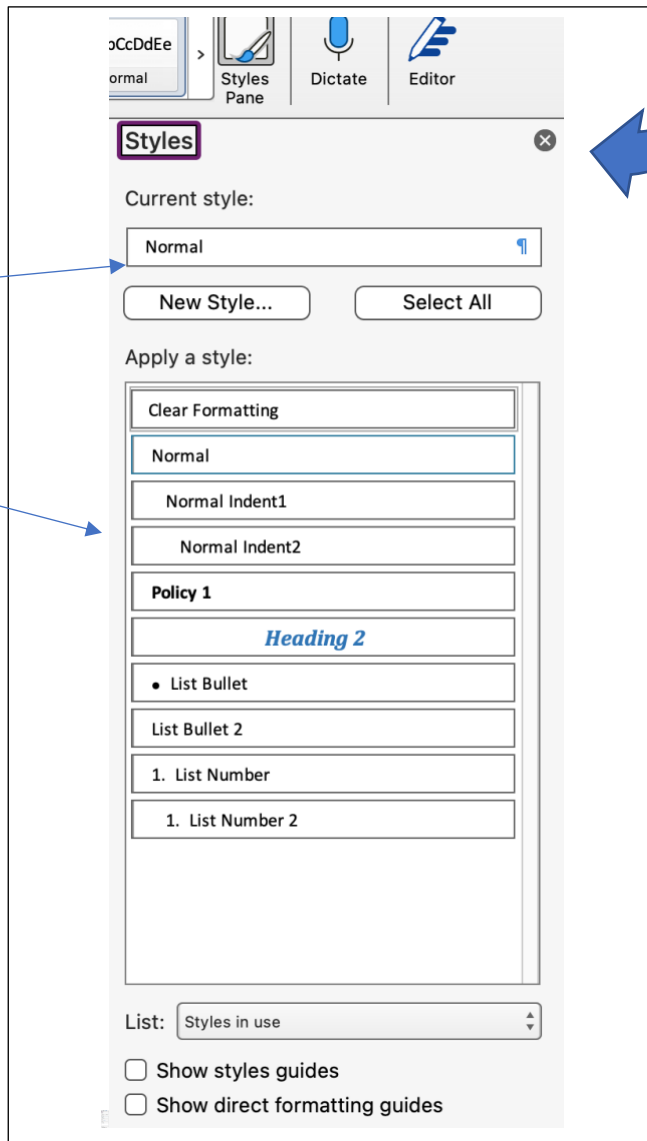 oCcDdEe
ormal
>
Styles
Pane
Dictate
Editor
Styles
Current style:
Normal ¶
New Style... Select All
Apply a style:
Clear Formatting
Normal
Normal Indent1
Normal Indent2
Policy 1
Heading 2
• List Bullet
List Bullet 2
1. List Number
1. List Number 2
List: Styles in use
Show styles guides
Show direct formatting guides